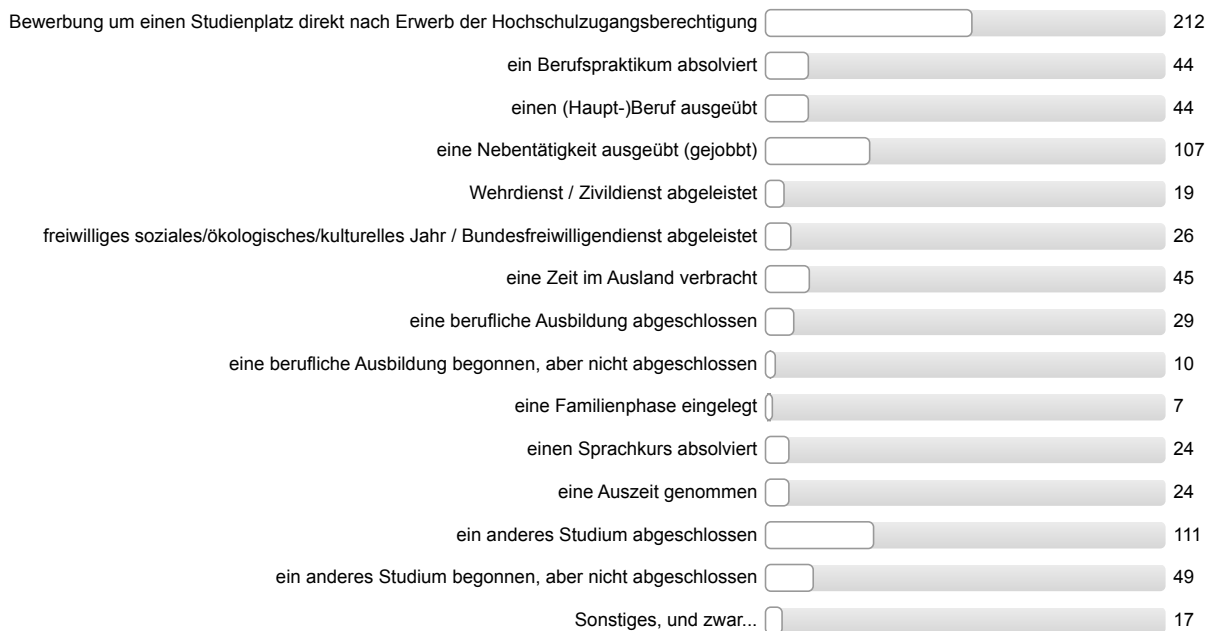 Bewerbung um einen Studienplatz direkt nach Erwerb der Hochschulzugangsberechtigung 212
ein Berufspraktikum absolviert 44
einen (Haupt-)Beruf ausgeübt 44
eine Nebentätigkeit ausgeübt (gejobbt) 107
Wehrdienst / Zivildienst abgeleistet 19
freiwilliges soziales/ökologisches/kulturelles Jahr / Bundesfreiwilligendienst abgeleistet 26
eine Zeit im Ausland verbracht 45
eine berufliche Ausbildung abgeschlossen 29
eine berufliche Ausbildung begonnen, aber nicht abgeschlossen 10
eine Familienphase eingelegt 7
einen Sprachkurs absolviert 24
eine Auszeit genommen 24
ein anderes Studium abgeschlossen 111
ein anderes Studium begonnen, aber nicht abgeschlossen 49
Sonstiges, und zwar... 17